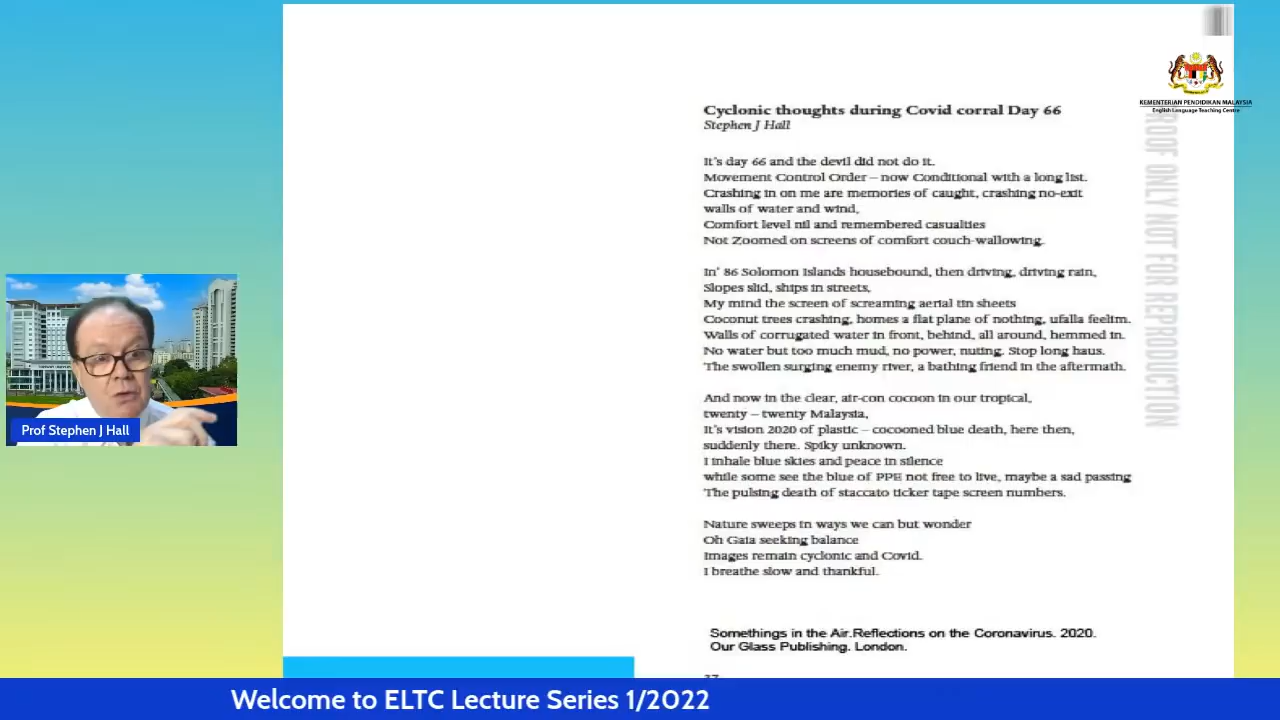 KEMENTERIAN PENDIDIKAN MALAYSIA
English Language Teaching Centre
Cyclonic thoughts during Covid corral Day 66
Stephen J Hall
It's day 66 and the devil did not do it.
Movement Control Order – now Conditional with a long list.
Crashing in on me are memories of caught, crashing no-exit
walls of water and wind,
Comfort level nil and remembered casualties
Not Zoomed on screens of comfort couch-wallowing.
In' 86 Solomon Islands housebound, then driving, driving rain,
Slopes slid, ships in streets,
My mind the screen of screaming aerial tin sheets
Coconut trees crashing, homes a flat plane of nothing, ufalla feelim.
Walls of corrugated water in front, behind, all around, hemmed in.
No water but too much mud, no power, nuting. Stop long haus.
The swollen surging enemy river, a bathing friend in the aftermath.
And now in the clear, air-con cocoon in our tropical,
twenty – twenty Malaysia,
It's vision 2020 of plastic – cocooned blue death, here then,
suddenly there. Spiky unknown.
I inhale blue skies and peace in silence
while some see the blue of PPE not free to live, maybe a sad passing
The pulsing death of staccato ticker tape screen numbers.
Nature sweeps in ways we can but wonder
Oh Gaia seeking balance
Images remain cyclonic and Covid.
I breathe slow and thankful.
Somethings in the Air.Reflections on the Coronavirus. 2020.
Our Glass Publishing. London.
37
ROOF ONLY NOT FOR REPRODUCTION
Prof Stephen J Hall
Welcome to ELTC Lecture Series 1/2022